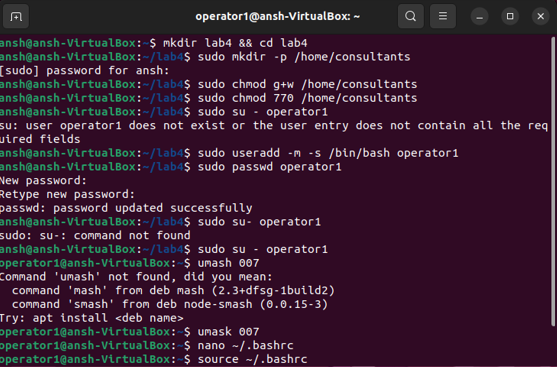 operator1@ansh-VirtualBox: ~
ansh@ansh-VirtualBox:~$ mkdir lab4 && cd lab4
ansh@ansh-VirtualBox:~/lab4$ sudo mkdir -p /home/consultants
[sudo] password for ansh:
ansh@ansh-VirtualBox:~/lab4$ sudo chmod g+w /home/consultants
ansh@ansh-VirtualBox:~/lab4$ sudo chmod 770 /home/consultants
ansh@ansh-VirtualBox:~/lab4$ sudo su - operator1
su: user operator1 does not exist or the user entry does not contain all the req
uired fields
ansh@ansh-VirtualBox:~/lab4$ sudo useradd -m -s /bin/bash operator1
ansh@ansh-VirtualBox:~/lab4$ sudo passwd operator1
New password:
Retype new password:
passwd: password updated successfully
ansh@ansh-VirtualBox:~/lab4$ sudo su- operator1
sudo: su-: command not found
ansh@ansh-VirtualBox:~/lab4$ sudo su - operator1
operator1@ansh-VirtualBox:~$ umash 007
Command 'umash' not found, did you mean:
  command 'mash' from deb mash (2.3+dfsg-1build2)
  command 'smash' from deb node-smash (0.0.15-3)
Try: apt install <deb name>
operator1@ansh-VirtualBox:~$ umask 007
operator1@ansh-VirtualBox:~$ nano ~/.bashrc
operator1@ansh-VirtualBox:~$ source ~/.bashrc